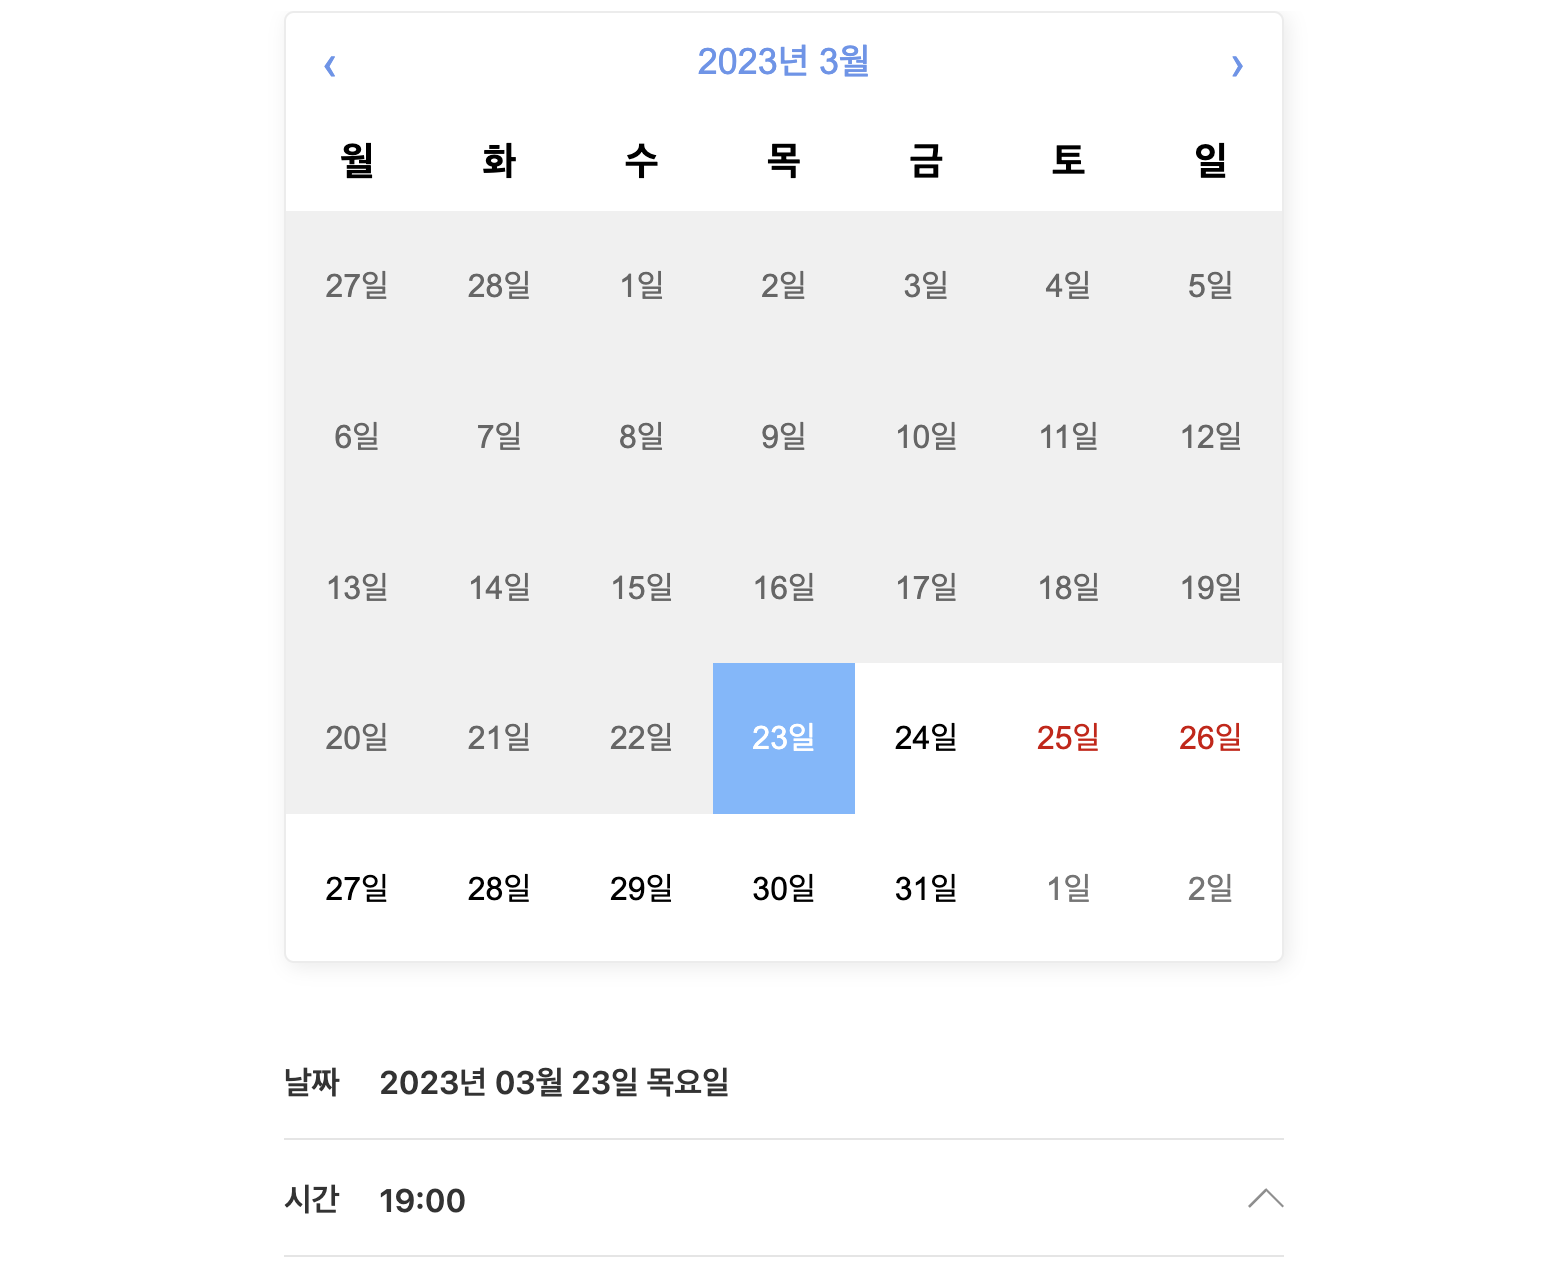 ‹ 2023년 3월 ›
월 화 수 목 금 토 일
27일 28일 1일 2일 3일 4일 5일
6일 7일 8일 9일 10일 11일 12일
13일 14일 15일 16일 17일 18일 19일
20일 21일 22일 23일 24일 25일 26일
27일 28일 29일 30일 31일 1일 2일
날짜 2023년 03월 23일 목요일
시간 19:00